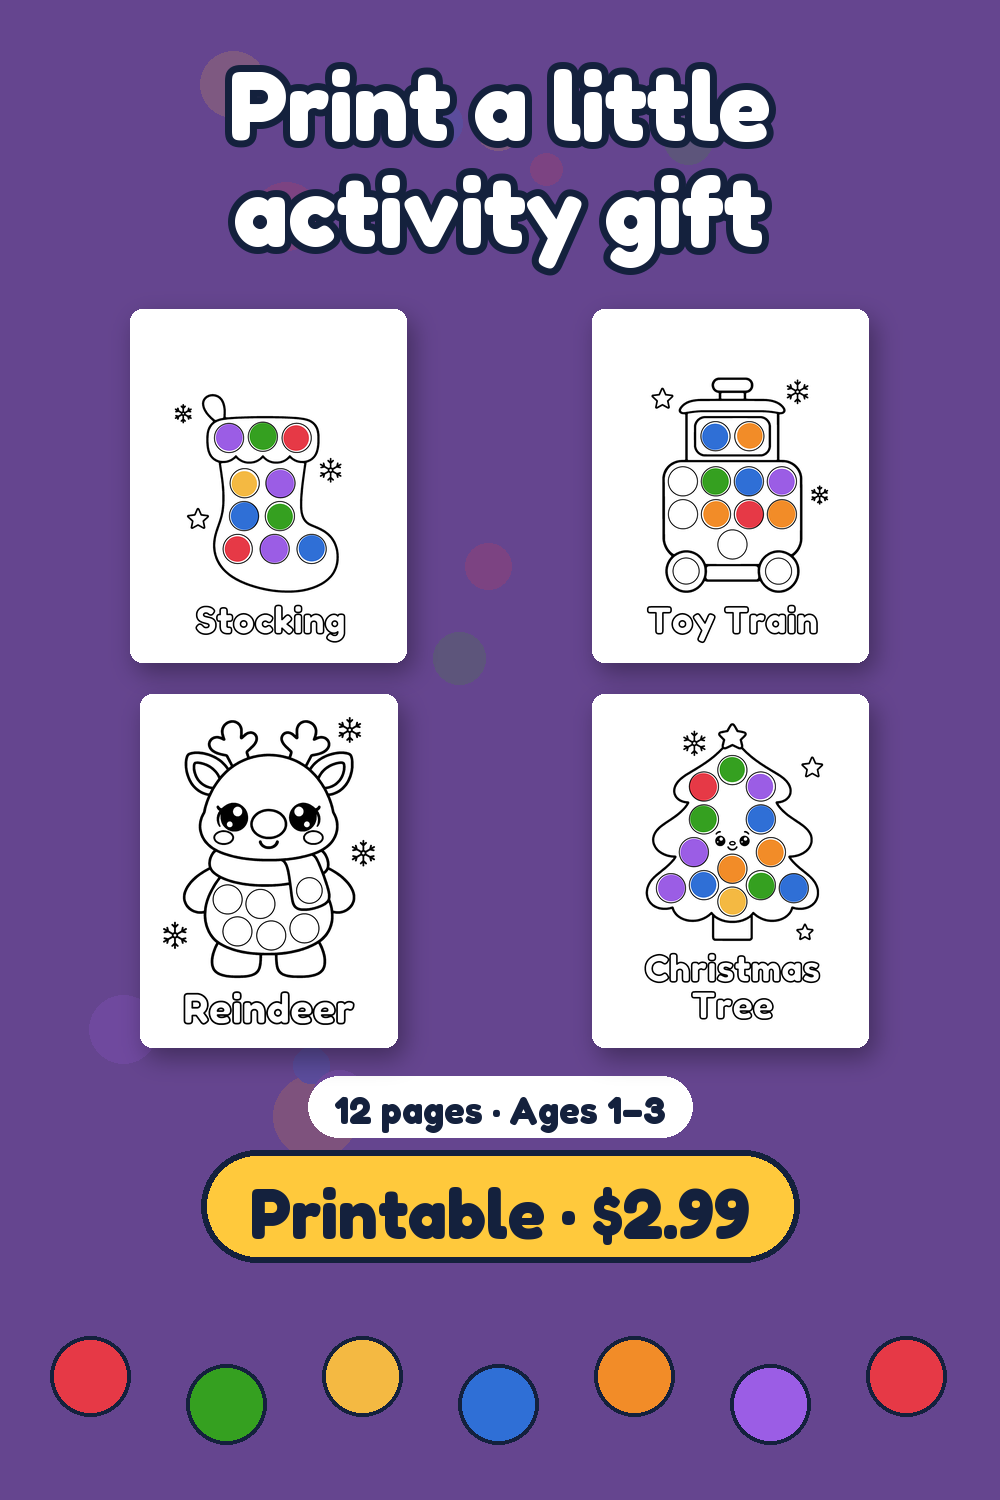 Print a little
activity gift
Stocking
Toy Train
Reindeer
Christmas
Tree
12 pages · Ages 1–3
Printable · $2.99